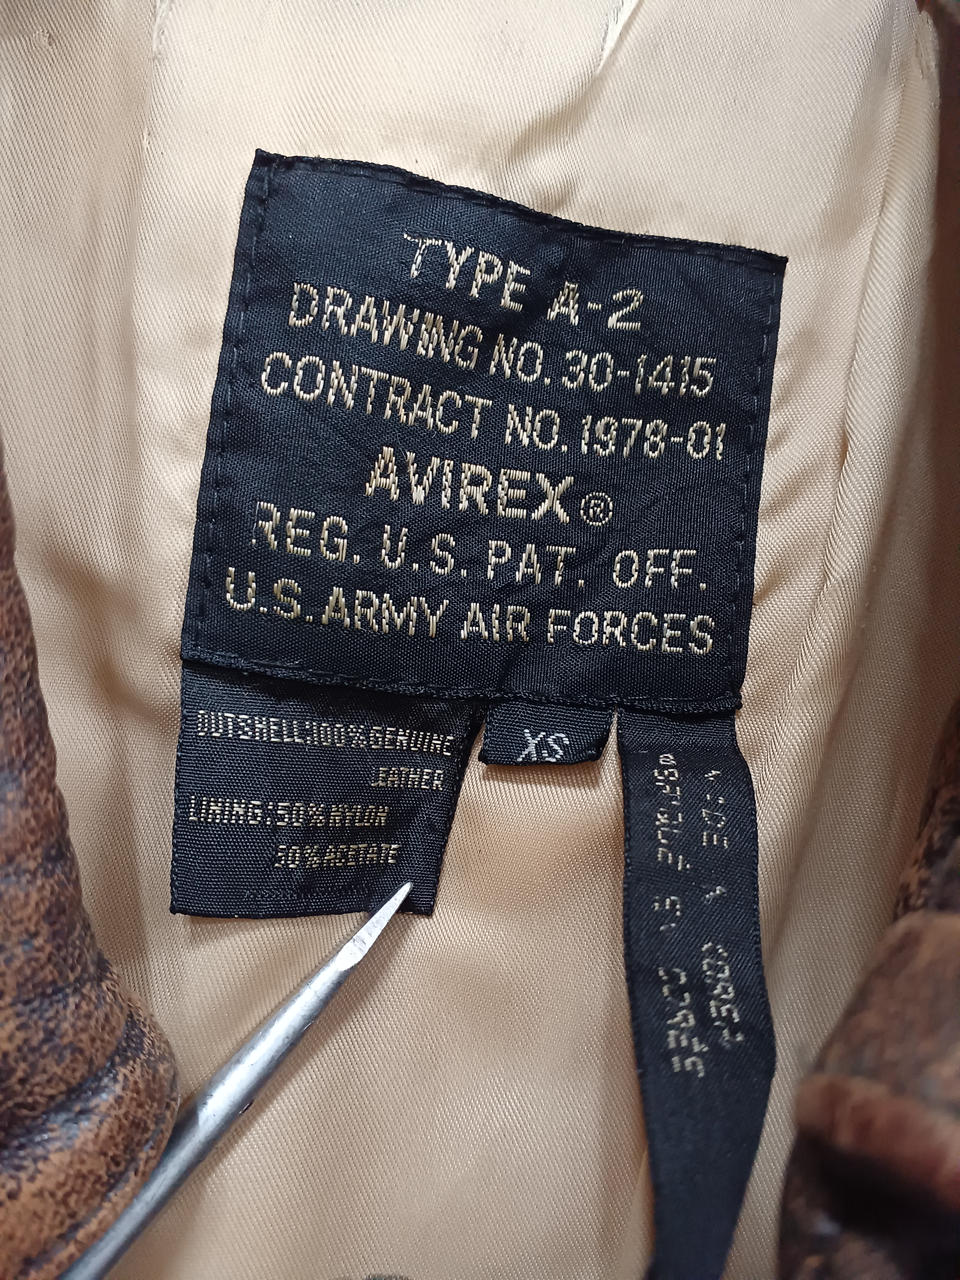 TYPE A-2
DRAWING NO. 30-1415
CONTRACT NO. 1978-01
AVIREX®
REG. U.S. PAT. OFF.
U.S. ARMY AIR FORCES
OUTSHELL:100%GENUINE
LEATHER
LINING:50%NYLON
50%ACETATE
XS